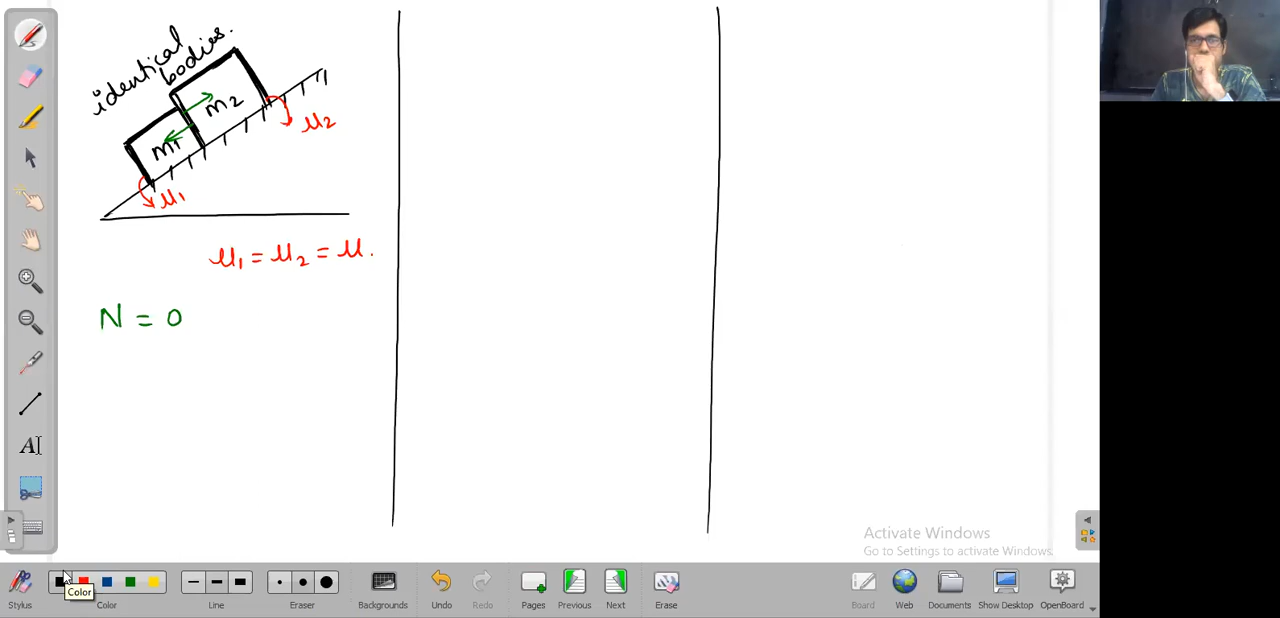 identical
bodies.
m2
m1
μ2
μ1
μ1 = μ2 = μ.
N = 0
A
Activate Windows
Go to Settings to activate Windows.
Color
Stylus
Color
Line
Eraser
Backgrounds
Undo
Redo
Pages
Previous
Next
Erase
Board
Web
Documents
Show Desktop
OpenBoard